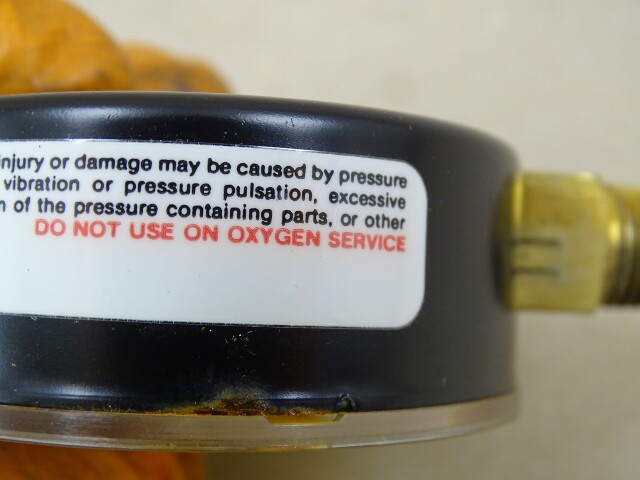 injury or damage may be caused by pressure
vibration or pressure pulsation, excessive
of the pressure containing parts, or other
DO NOT USE ON OXYGEN SERVICE